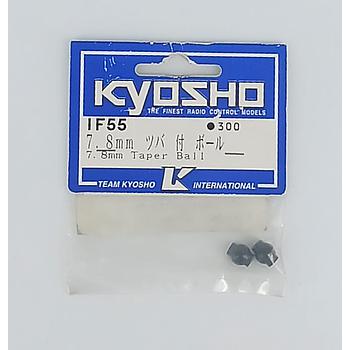 KYOSHO
THE FINEST RADIO CONTROL MODELS
IF55 ●300
7.8mm ツバ付 ボール
7.8mm Taper Ball
TEAM KYOSHO K INTERNATIONAL